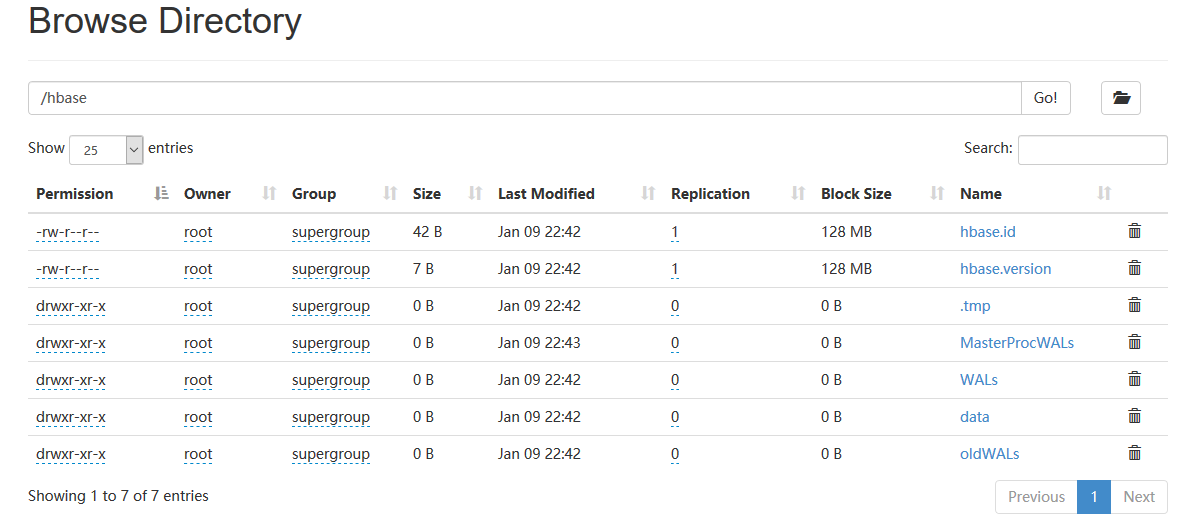 Browse Directory
/hbase Go!
Show 25 entries Search:
Permission Owner Group Size Last Modified Replication Block Size Name
-rw-r--r-- root supergroup 42 B Jan 09 22:42 1 128 MB hbase.id
-rw-r--r-- root supergroup 7 B Jan 09 22:42 1 128 MB hbase.version
drwxr-xr-x root supergroup 0 B Jan 09 22:42 0 0 B .tmp
drwxr-xr-x root supergroup 0 B Jan 09 22:43 0 0 B MasterProcWALs
drwxr-xr-x root supergroup 0 B Jan 09 22:42 0 0 B WALs
drwxr-xr-x root supergroup 0 B Jan 09 22:42 0 0 B data
drwxr-xr-x root supergroup 0 B Jan 09 22:42 0 0 B oldWALs
Showing 1 to 7 of 7 entries Previous 1 Next